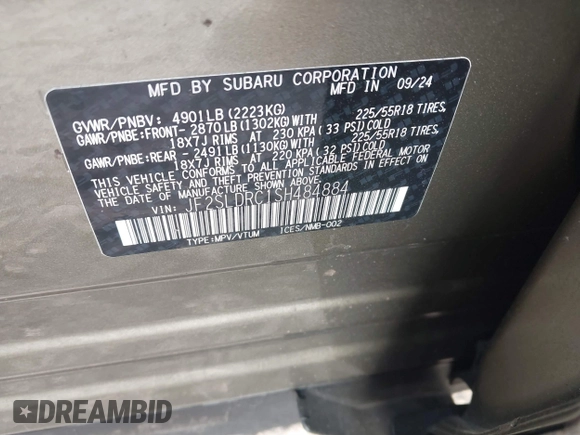 MFD BY SUBARU CORPORATION
MFD IN 09/24
GVWR/PNBV: 4901LB(2223KG)
GAWR/PNBE:FRONT- 2870LB(1302KG)WITH 225/55R18 TIRES,
18X7J RIMS AT 230 KPA(33 PSI)COLD
GAWR/PNBE:REAR - 2491LB(1130KG)WITH 225/55R18 TIRES,
18X7J RIMS AT 220 KPA(32 PSI)COLD
THIS VEHICLE CONFORMS TO ALL APPLICABLE FEDERAL MOTOR
VEHICLE SAFETY AND BUMPER STANDARDS IN EFFECT ON
THE DATE OF MANUFACTURE SHOWN ABOVE.
VIN: JF2SLDRC1SH484884
TYPE:MPV/VTUM ICES/NMB-002
DREAMBID